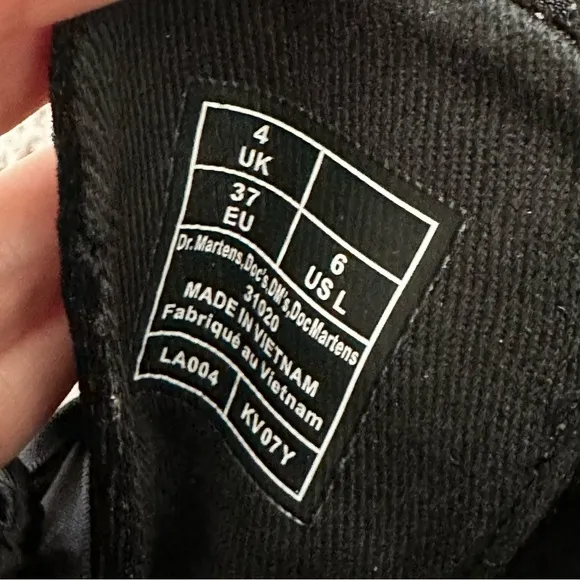 4
UK
37
EU
6
US L
Dr.Martens,Doc's,DM's,DocMartens
31020
MADE IN VIETNAM
Fabriqué au Vietnam
LA004
KV07Y